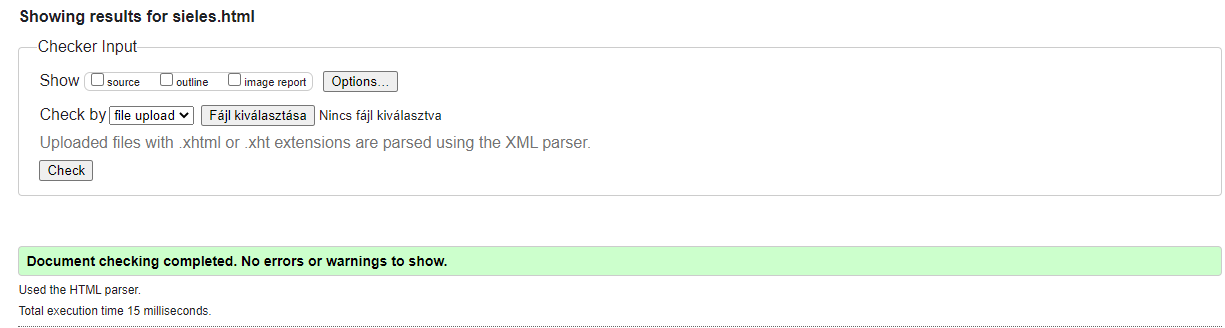 Showing results for sieles.html
Checker Input
Show source outline image report Options...
Check by file upload Fájl kiválasztása Nincs fájl kiválasztva
Uploaded files with .xhtml or .xht extensions are parsed using the XML parser.
Check
Document checking completed. No errors or warnings to show.
Used the HTML parser.
Total execution time 15 milliseconds.